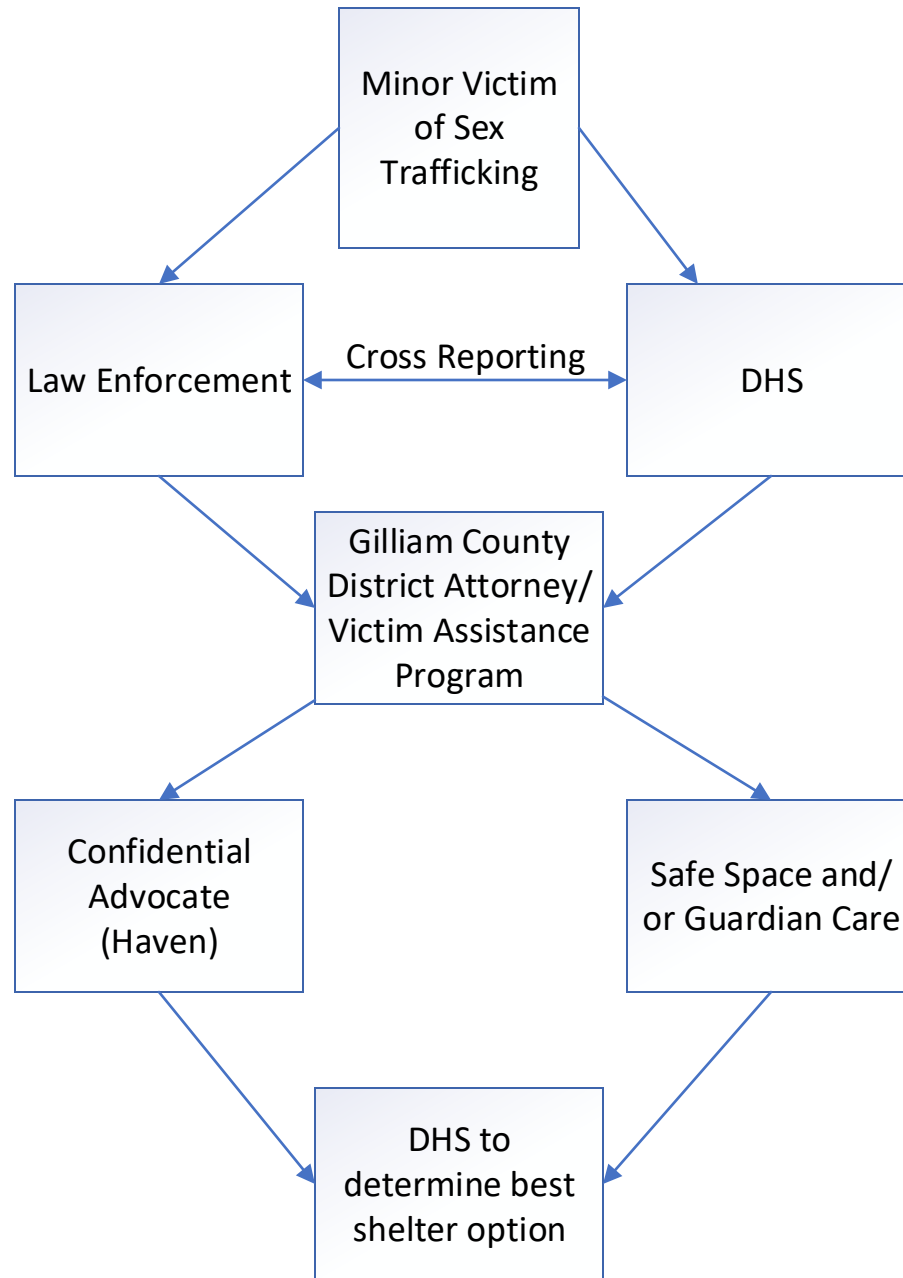 Minor Victim
of Sex
Trafficking
Law Enforcement
Cross Reporting
DHS
Gilliam County
District Attorney/
Victim Assistance
Program
Confidential
Advocate
(Haven)
Safe Space and/
or Guardian Care
DHS to
determine best
shelter option